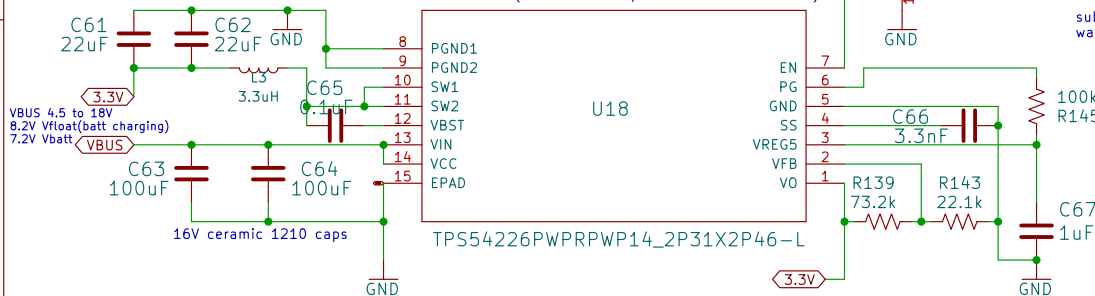 C61
22uF
C62
22uF
GND
L3
3.3uH
C65
0.1uF
3.3V
VBUS 4.5 to 18V
8.2V Vfloat(batt charging)
7.2V Vbatt
VBUS
C63
100uF
C64
100uF
16V ceramic 1210 caps
GND
8 PGND1
9 PGND2
10 SW1
11 SW2
12 VBST
13 VIN
14 VCC
15 EPAD
U18
TPS54226PWPRPWP14_2P31X2P46-L
EN 7
PG 6
GND 5
SS 4
VREG5 3
VFB 2
VO 1
GND
C66
3.3nF
100k
R145
R139
73.2k
R143
22.1k
C67
1uF
3.3V
GND